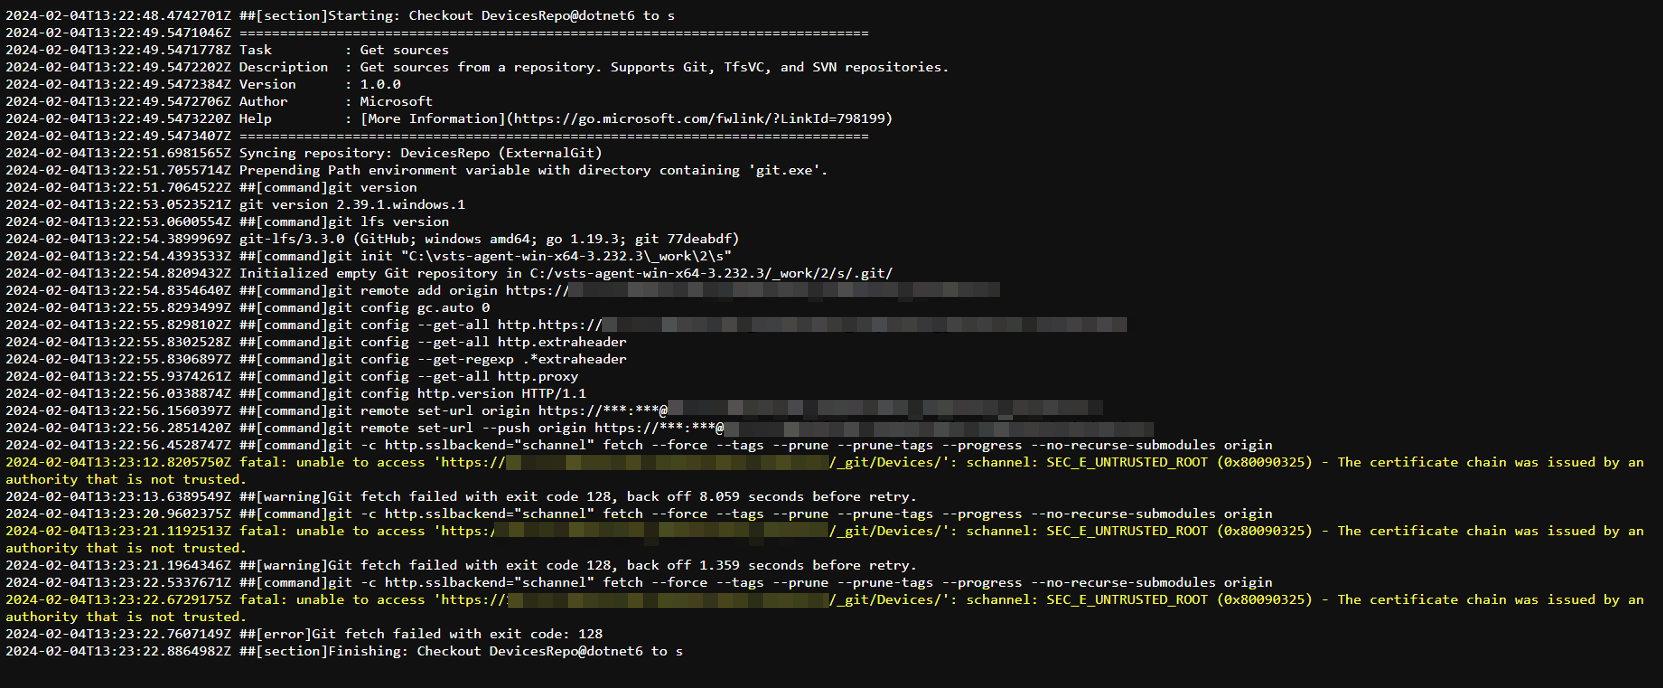 2024-02-04T13:22:48.4742701Z ##[section]Starting: Checkout DevicesRepo@dotnet6 to s
2024-02-04T13:22:49.5471046Z ==============================================================================
2024-02-04T13:22:49.5471778Z Task         : Get sources
2024-02-04T13:22:49.5472202Z Description  : Get sources from a repository. Supports Git, TfsVC, and SVN repositories.
2024-02-04T13:22:49.5472384Z Version      : 1.0.0
2024-02-04T13:22:49.5472706Z Author       : Microsoft
2024-02-04T13:22:49.5473220Z Help         : [More Information](https://go.microsoft.com/fwlink/?LinkId=798199)
2024-02-04T13:22:49.5473407Z ==============================================================================
2024-02-04T13:22:51.6981565Z Syncing repository: DevicesRepo (ExternalGit)
2024-02-04T13:22:51.7055714Z Prepending Path environment variable with directory containing 'git.exe'.
2024-02-04T13:22:51.7064522Z ##[command]git version
2024-02-04T13:22:53.0523521Z git version 2.39.1.windows.1
2024-02-04T13:22:53.0600554Z ##[command]git lfs version
2024-02-04T13:22:54.3899969Z git-lfs/3.3.0 (GitHub; windows amd64; go 1.19.3; git 77deabdf)
2024-02-04T13:22:54.4393533Z ##[command]git init "C:\vsts-agent-win-x64-3.232.3\_work\2\s"
2024-02-04T13:22:54.8209432Z Initialized empty Git repository in C:/vsts-agent-win-x64-3.232.3/_work/2/s/.git/
2024-02-04T13:22:54.8354640Z ##[command]git remote add origin https://
2024-02-04T13:22:55.8293499Z ##[command]git config gc.auto 0
2024-02-04T13:22:55.8298102Z ##[command]git config --get-all http.https://
2024-02-04T13:22:55.8302528Z ##[command]git config --get-all http.extraheader
2024-02-04T13:22:55.8306897Z ##[command]git config --get-regexp .*extraheader
2024-02-04T13:22:55.9374261Z ##[command]git config --get-all http.proxy
2024-02-04T13:22:56.0338874Z ##[command]git config http.version HTTP/1.1
2024-02-04T13:22:56.1560397Z ##[command]git remote set-url origin https://***:***@
2024-02-04T13:22:56.2851420Z ##[command]git remote set-url --push origin https://***:***@
2024-02-04T13:22:56.4528747Z ##[command]git -c http.sslbackend="schannel" fetch --force --tags --prune --prune-tags --progress --no-recurse-submodules origin
2024-02-04T13:23:12.8205750Z fatal: unable to access 'https:// /_git/Devices/': schannel: SEC_E_UNTRUSTED_ROOT (0x80090325) - The certificate chain was issued by an
authority that is not trusted.
2024-02-04T13:23:13.6389549Z ##[warning]Git fetch failed with exit code 128, back off 8.059 seconds before retry.
2024-02-04T13:23:20.9602375Z ##[command]git -c http.sslbackend="schannel" fetch --force --tags --prune --prune-tags --progress --no-recurse-submodules origin
2024-02-04T13:23:21.1192513Z fatal: unable to access 'https:/ /_git/Devices/': schannel: SEC_E_UNTRUSTED_ROOT (0x80090325) - The certificate chain was issued by an
authority that is not trusted.
2024-02-04T13:23:21.1964346Z ##[warning]Git fetch failed with exit code 128, back off 1.359 seconds before retry.
2024-02-04T13:23:22.5337671Z ##[command]git -c http.sslbackend="schannel" fetch --force --tags --prune --prune-tags --progress --no-recurse-submodules origin
2024-02-04T13:23:22.6729175Z fatal: unable to access 'https:// /_git/Devices/': schannel: SEC_E_UNTRUSTED_ROOT (0x80090325) - The certificate chain was issued by an
authority that is not trusted.
2024-02-04T13:23:22.7607149Z ##[error]Git fetch failed with exit code: 128
2024-02-04T13:23:22.8864982Z ##[section]Finishing: Checkout DevicesRepo@dotnet6 to s